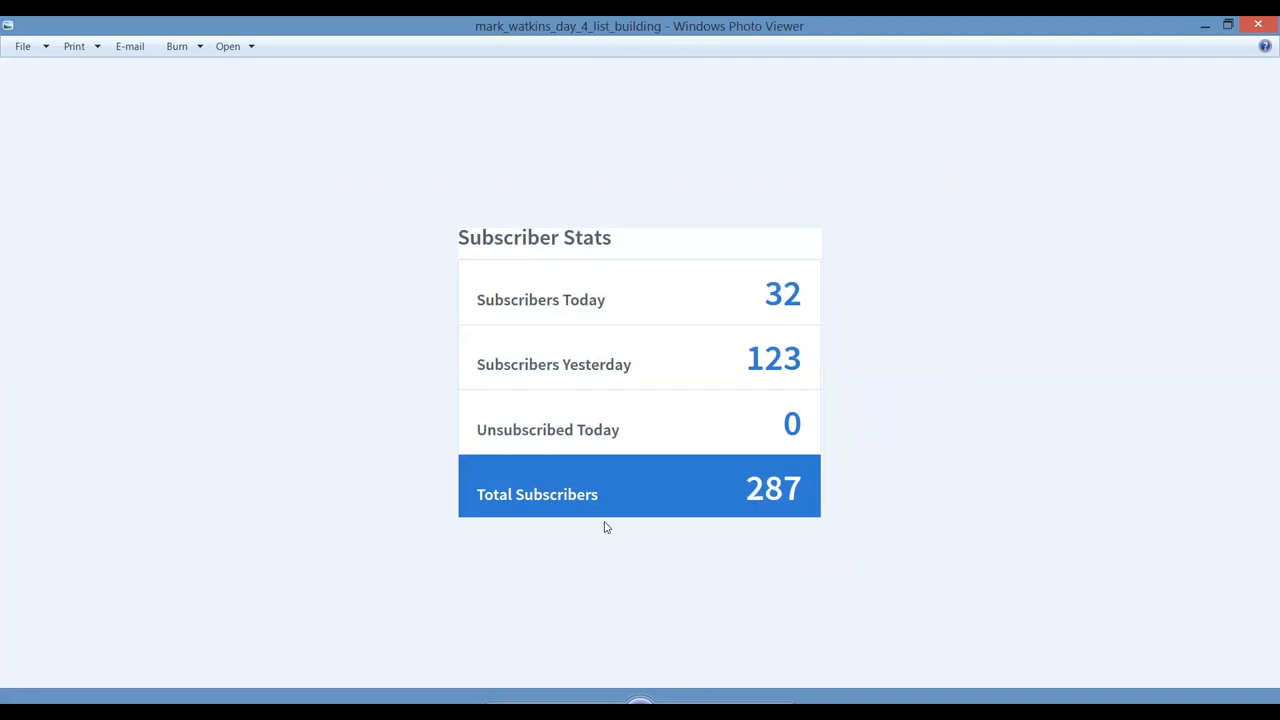 mark_watkins_day_4_list_building - Windows Photo Viewer
File Print E-mail Burn Open
Subscriber Stats
Subscribers Today 32
Subscribers Yesterday 123
Unsubscribed Today 0
Total Subscribers 287